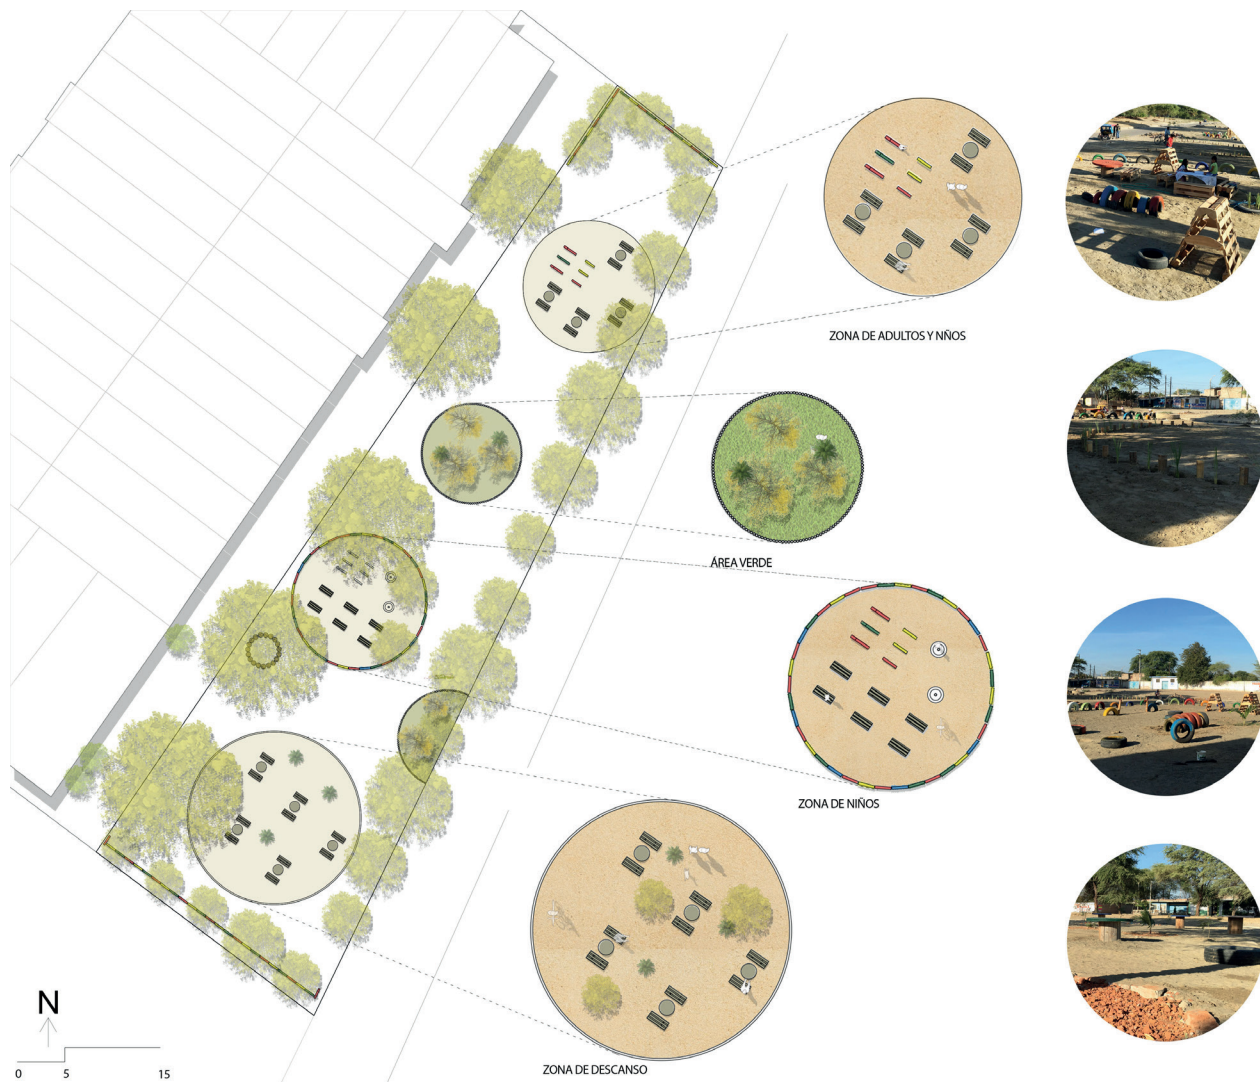 ZONA DE ADULTOS Y NÑOS
ÁREA VERDE
ZONA DE NIÑOS
ZONA DE DESCANSO
N
0 5 15